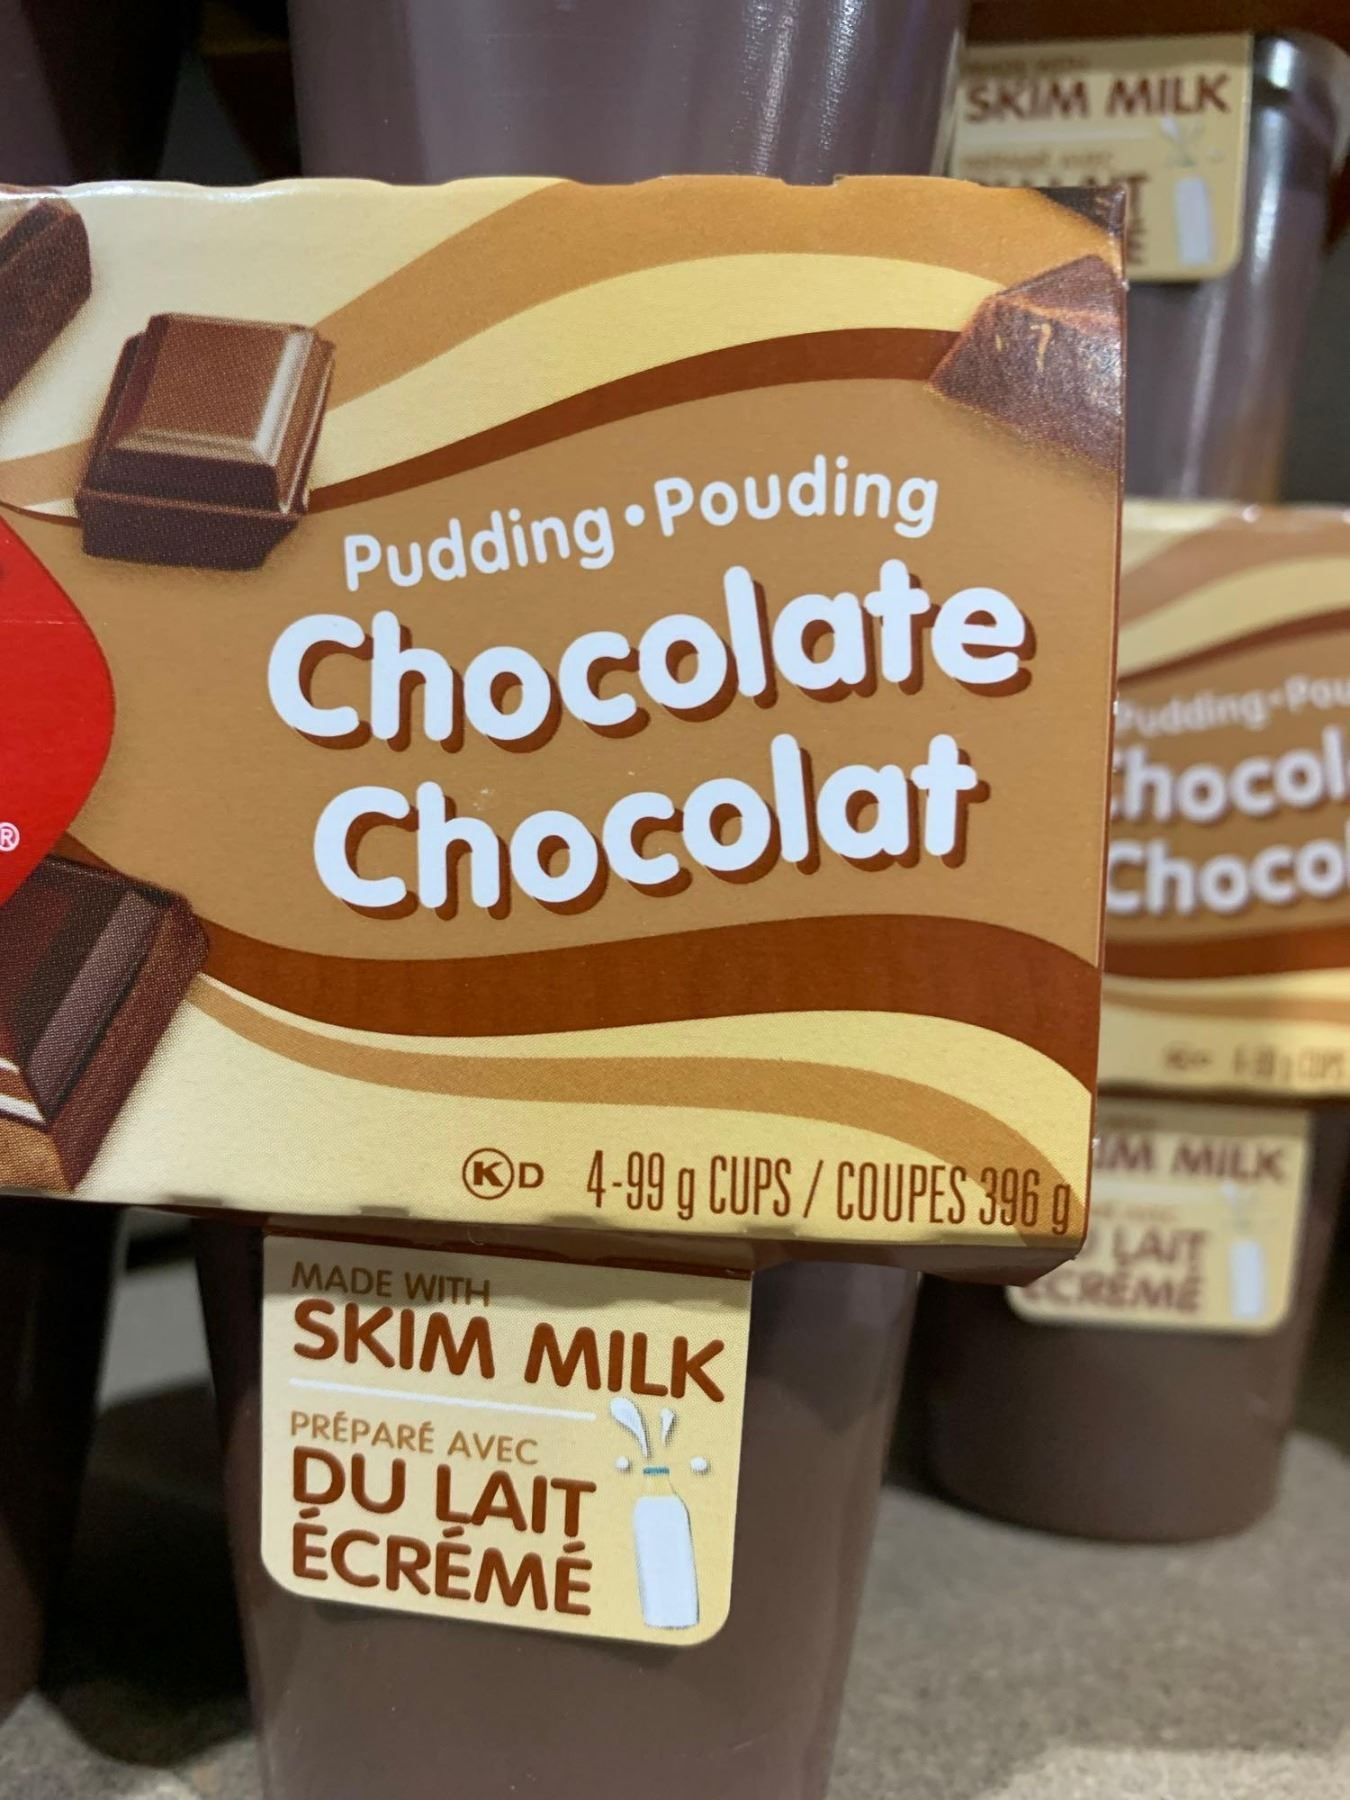 Pudding•Pouding
Chocolate
Chocolat
®
K D 4-99 g CUPS / COUPES 396 g
MADE WITH
SKIM MILK
PRÉPARÉ AVEC
DU LAIT
ÉCRÉMÉ
SKIM MILK
Pudding•Pou
Chocol
Chocol
IM MILK
LAIT
ÉCRÉMÉ